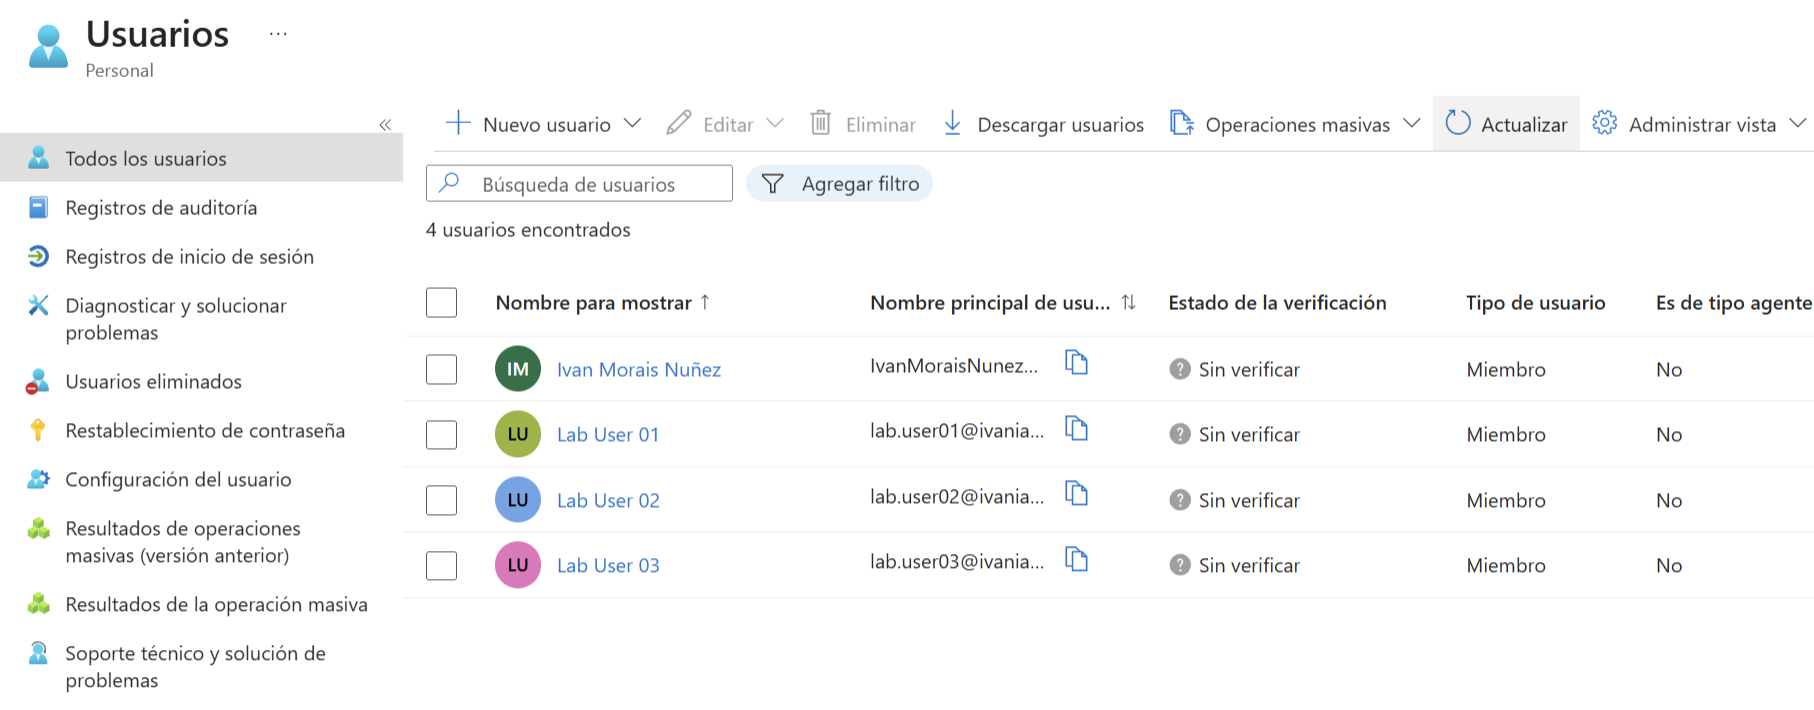 Usuarios ...
Personal
«
Nuevo usuario
Editar
Eliminar
Descargar usuarios
Operaciones masivas
Actualizar
Administrar vista
Todos los usuarios
Registros de auditoría
Registros de inicio de sesión
Diagnosticar y solucionar
problemas
Usuarios eliminados
Restablecimiento de contraseña
Configuración del usuario
Resultados de operaciones
masivas (versión anterior)
Resultados de la operación masiva
Soporte técnico y solución de
problemas
Búsqueda de usuarios
Agregar filtro
4 usuarios encontrados
Nombre para mostrar ↑ Nombre principal de usu... ↑↓ Estado de la verificación Tipo de usuario Es de tipo agente
IM Ivan Morais Nuñez IvanMoraisNunez... Sin verificar Miembro No
LU Lab User 01 lab.user01@ivania... Sin verificar Miembro No
LU Lab User 02 lab.user02@ivania... Sin verificar Miembro No
LU Lab User 03 lab.user03@ivania... Sin verificar Miembro No